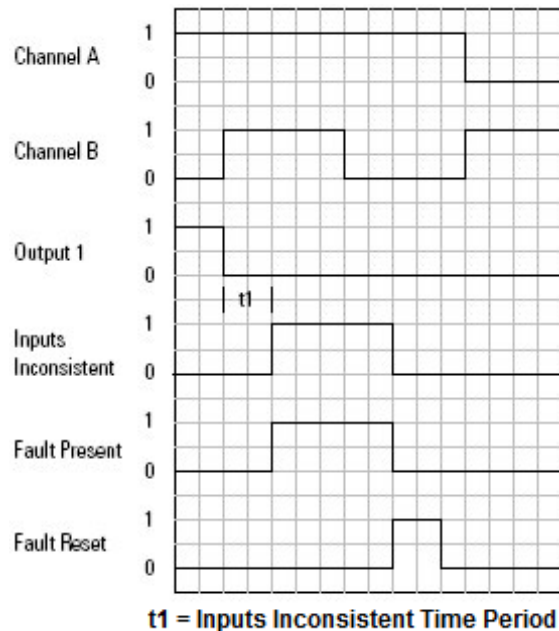 1
Channel A
0
1
Channel B
0
1
Output 1
0
t1
1
Inputs
Inconsistent
0
1
Fault Present
0
1
Fault Reset
0
t1 = Inputs Inconsistent Time Period